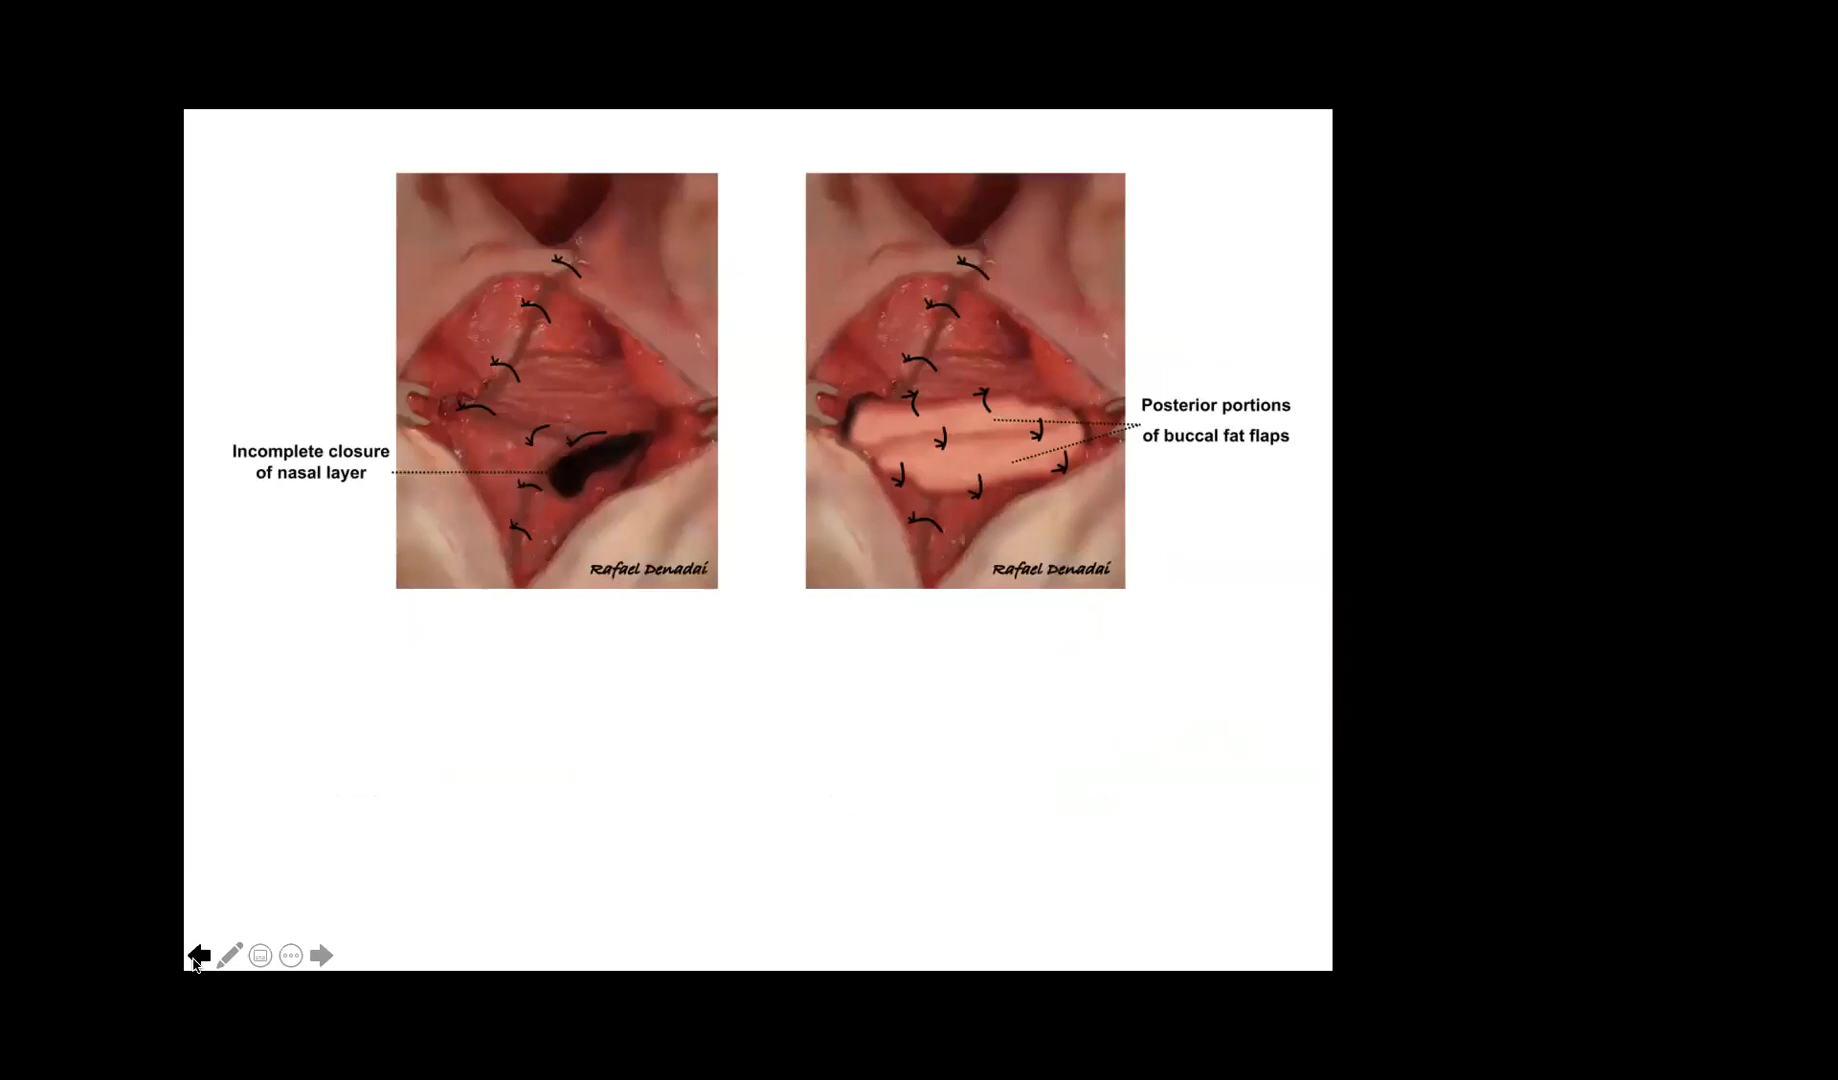 Incomplete closure
of nasal layer
Rafael Denadai
Posterior portions
of buccal fat flaps
Rafael Denadai